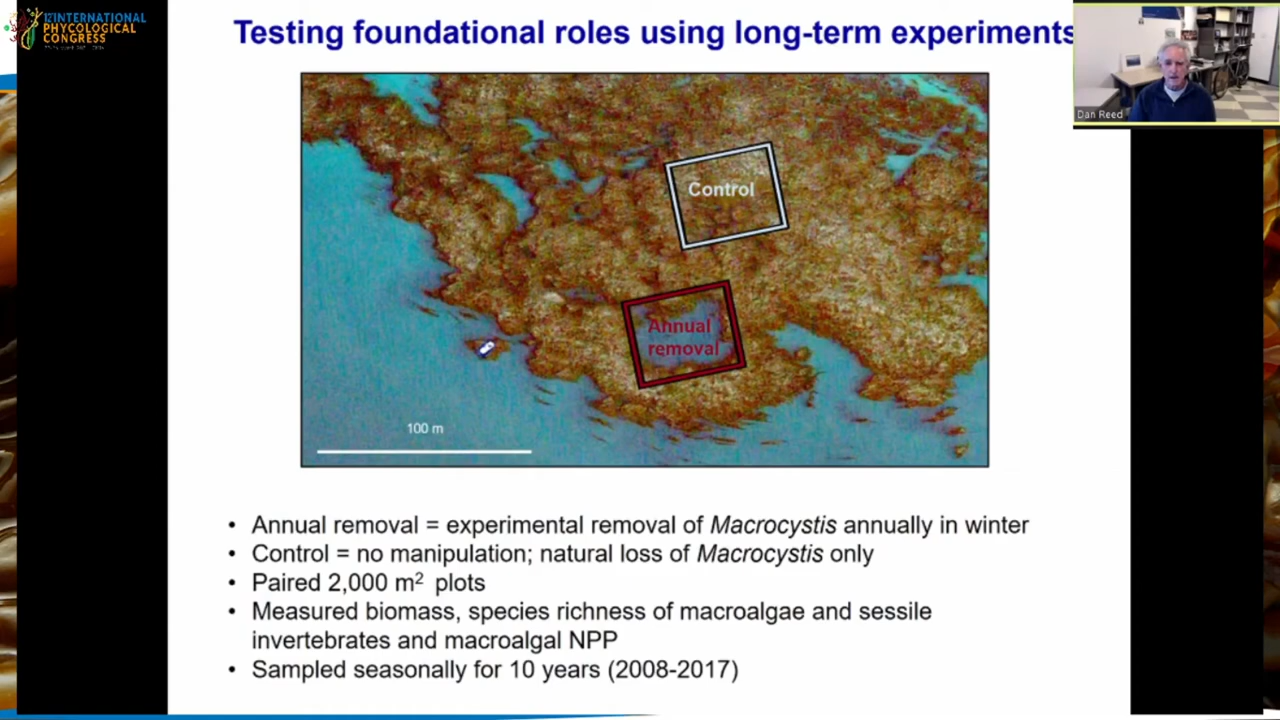 12th INTERNATIONAL
PHYCOLOGICAL
CONGRESS
Testing foundational roles using long-term experiments
Dan Reed
Control
Annual
removal
100 m
• Annual removal = experimental removal of Macrocystis annually in winter
• Control = no manipulation; natural loss of Macrocystis only
• Paired 2,000 m² plots
• Measured biomass, species richness of macroalgae and sessile
invertebrates and macroalgal NPP
• Sampled seasonally for 10 years (2008-2017)